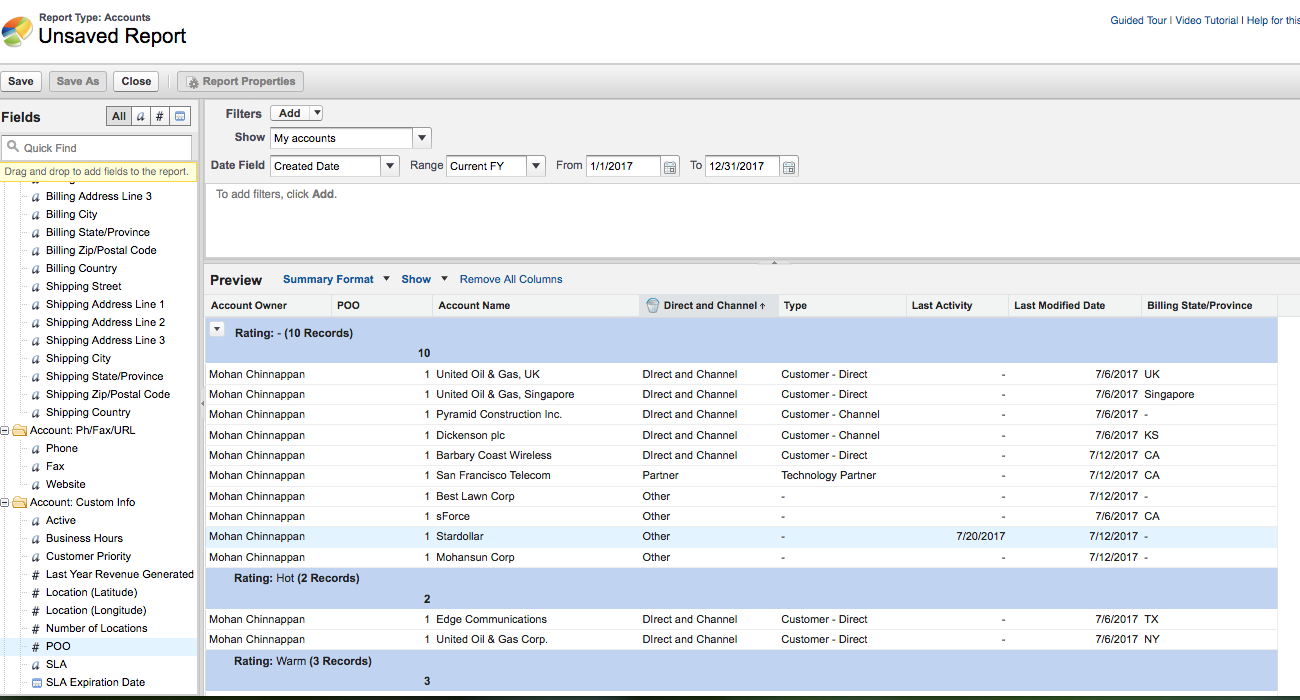 Report Type: Accounts
Unsaved Report
Guided Tour | Video Tutorial | Help for this
Save Save As Close Report Properties
Fields All a #
Quick Find
Drag and drop to add fields to the report.
Billing Address Line 3
Billing City
Billing State/Province
Billing Zip/Postal Code
Billing Country
Shipping Street
Shipping Address Line 1
Shipping Address Line 2
Shipping Address Line 3
Shipping City
Shipping State/Province
Shipping Zip/Postal Code
Shipping Country
Account: Ph/Fax/URL
Phone
Fax
Website
Account: Custom Info
Active
Business Hours
Customer Priority
# Last Year Revenue Generated
# Location (Latitude)
# Location (Longitude)
# Number of Locations
# POO
SLA
SLA Expiration Date
Filters Add
Show My accounts
Date Field Created Date Range Current FY From 1/1/2017 To 12/31/2017
To add filters, click Add.
Preview Summary Format Show Remove All Columns
Account Owner POO Account Name Direct and Channel ↑ Type Last Activity Last Modified Date Billing State/Province
Rating: - (10 Records)
10
Mohan Chinnappan 1 United Oil & Gas, UK DIrect and Channel Customer - Direct - 7/6/2017 UK
Mohan Chinnappan 1 United Oil & Gas, Singapore DIrect and Channel Customer - Direct - 7/6/2017 Singapore
Mohan Chinnappan 1 Pyramid Construction Inc. DIrect and Channel Customer - Channel - 7/6/2017 -
Mohan Chinnappan 1 Dickenson plc DIrect and Channel Customer - Channel - 7/6/2017 KS
Mohan Chinnappan 1 Barbary Coast Wireless DIrect and Channel Customer - Direct - 7/12/2017 CA
Mohan Chinnappan 1 San Francisco Telecom Partner Technology Partner - 7/12/2017 CA
Mohan Chinnappan 1 Best Lawn Corp Other - - 7/12/2017 -
Mohan Chinnappan 1 sForce Other - - 7/6/2017 CA
Mohan Chinnappan 1 Stardollar Other - 7/20/2017 7/12/2017 -
Mohan Chinnappan 1 Mohansun Corp Other - - 7/12/2017 -
Rating: Hot (2 Records)
2
Mohan Chinnappan 1 Edge Communications DIrect and Channel Customer - Direct - 7/6/2017 TX
Mohan Chinnappan 1 United Oil & Gas Corp. DIrect and Channel Customer - Direct - 7/6/2017 NY
Rating: Warm (3 Records)
3